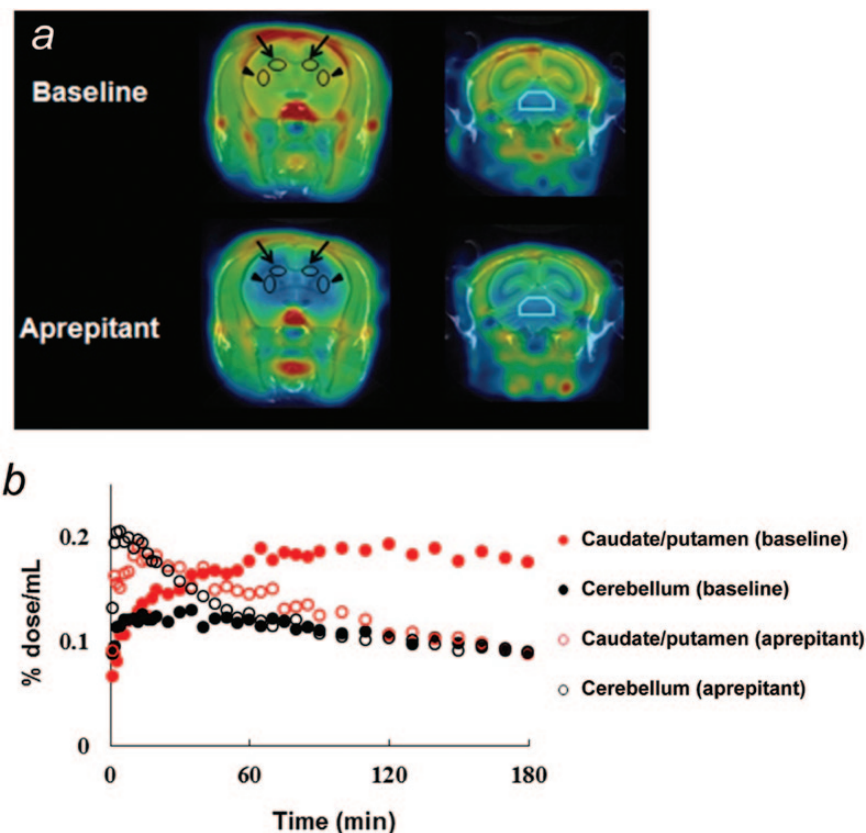 a
Baseline
Aprepitant
b
% dose/mL
0.2
0.1
0
0 60 120 180
Time (min)
Caudate/putamen (baseline)
Cerebellum (baseline)
Caudate/putamen (aprepitant)
Cerebellum (aprepitant)